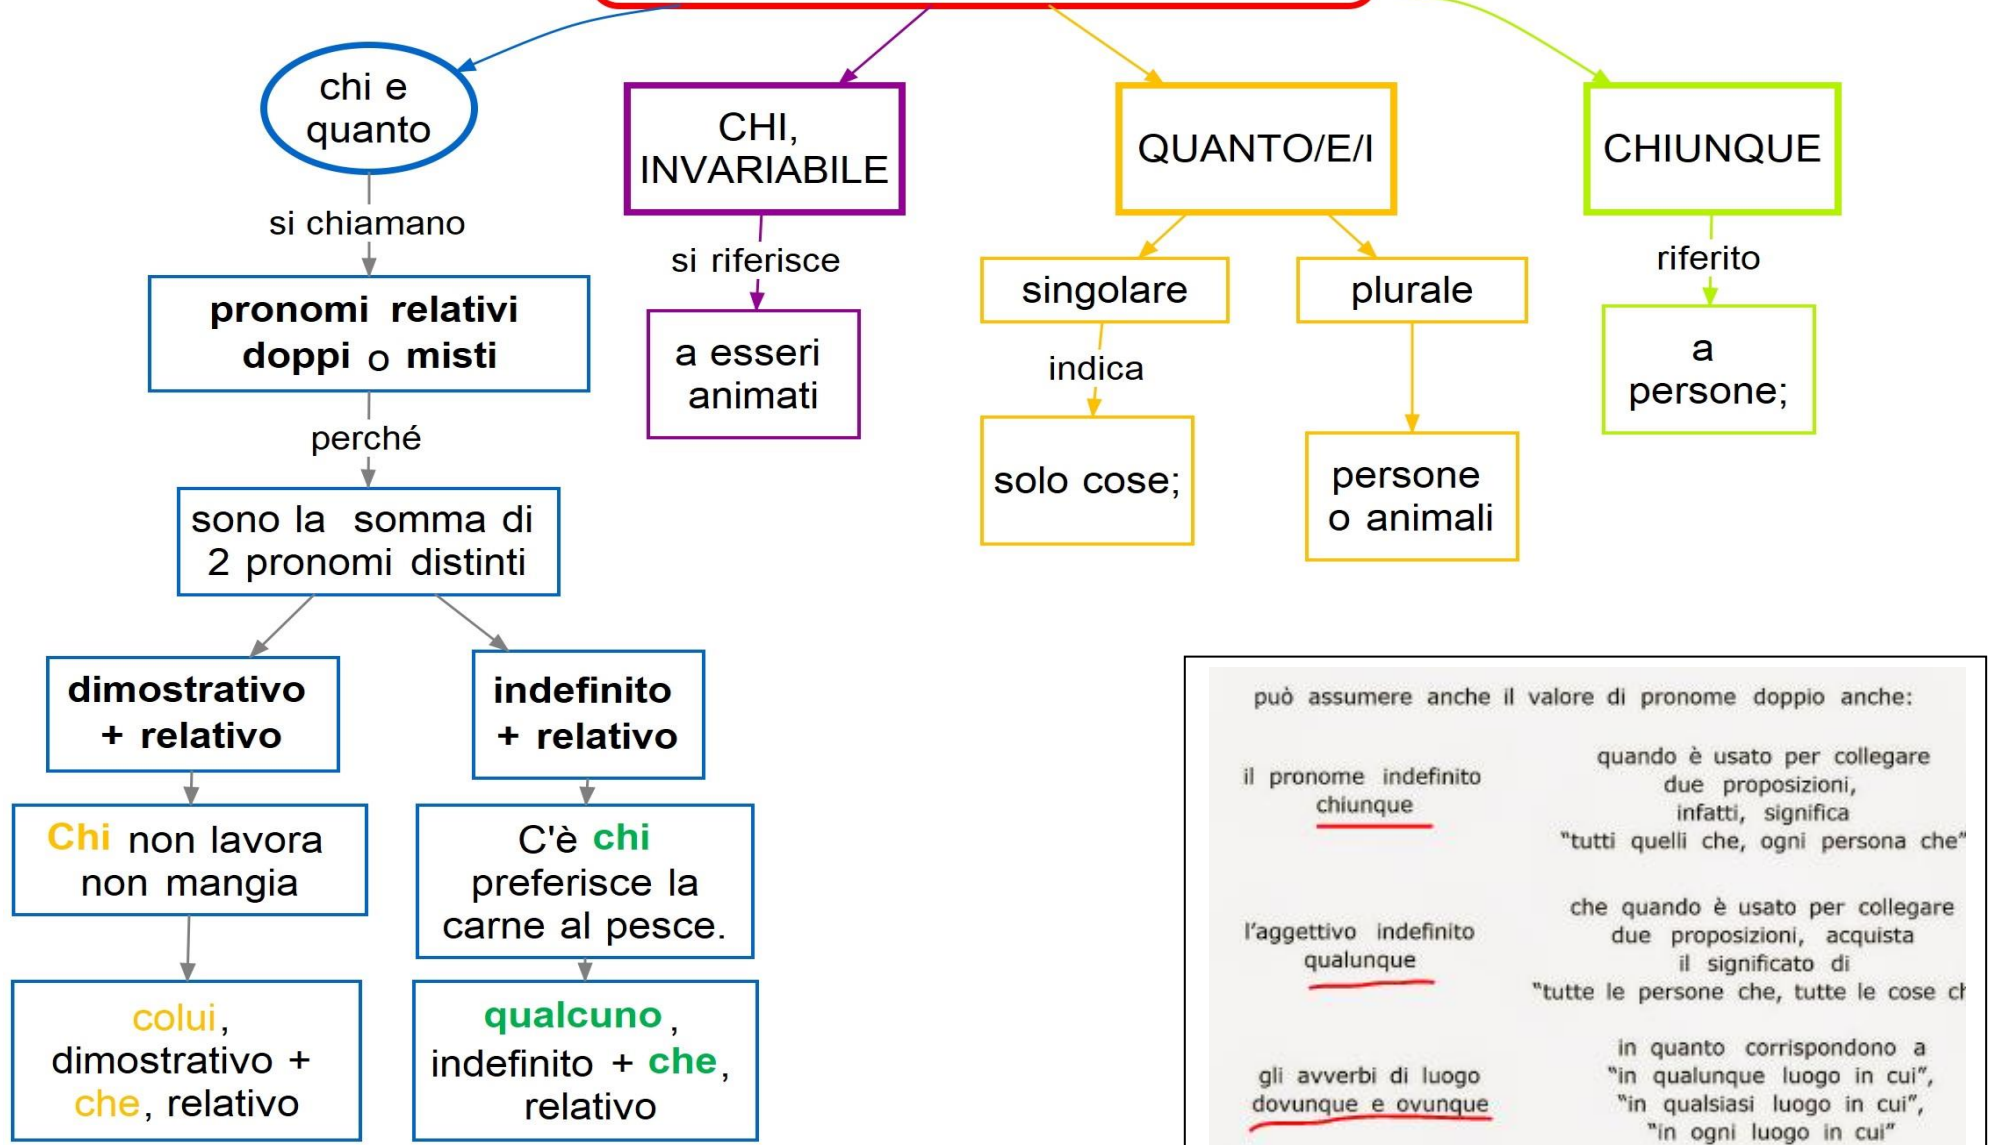 chi e
quanto
si chiamano
pronomi relativi
doppi o misti
perché
sono la somma di
2 pronomi distinti
dimostrativo
+ relativo
Chi non lavora
non mangia
colui,
dimostrativo +
che, relativo
indefinito
+ relativo
C'è chi
preferisce la
carne al pesce.
qualcuno,
indefinito + che,
relativo
CHI,
INVARIABILE
si riferisce
a esseri
animati
QUANTO/E/I
singolare
indica
solo cose;
plurale
persone
o animali
CHIUNQUE
riferito
a
persone;
può assumere anche il valore di pronome doppio anche:
il pronome indefinito
chiunque
quando è usato per collegare
due proposizioni,
infatti, significa
"tutti quelli che, ogni persona che"
l'aggettivo indefinito
qualunque
che quando è usato per collegare
due proposizioni, acquista
il significato di
"tutte le persone che, tutte le cose ch
gli avverbi di luogo
dovunque e ovunque
in quanto corrispondono a
"in qualunque luogo in cui",
"in qualsiasi luogo in cui",
"in ogni luogo in cui"